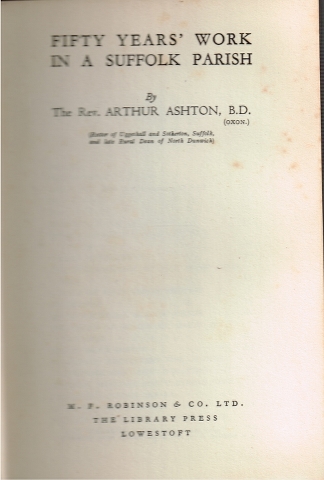 FIFTY YEARS' WORK
IN A SUFFOLK PARISH
By
The Rev. ARTHUR ASHTON, B.D.
(OXON.)
(Rector of Uggeshall and Sotherton, Suffolk,
and late Rural Dean of North Dunwich)
M. F. ROBINSON & CO. LTD.
THE LIBRARY PRESS
LOWESTOFT